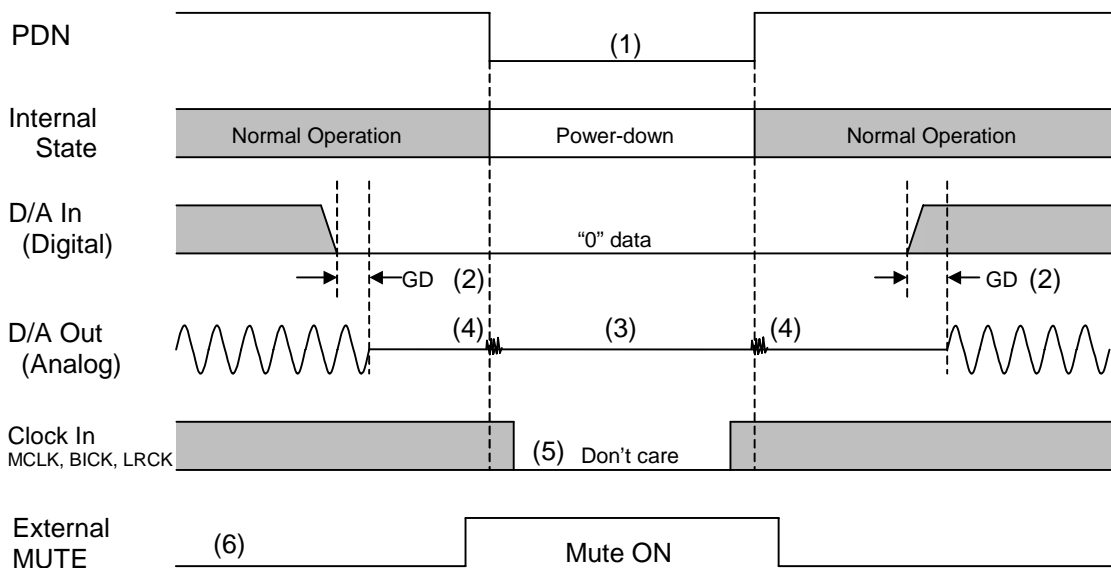 PDN
(1)
Internal
State
Normal Operation
Power-down
Normal Operation
D/A In
(Digital)
“0” data
GD (2)
GD (2)
D/A Out
(Analog)
(4)
(3)
(4)
Clock In
MCLK, BICK, LRCK
(5) Don’t care
External
MUTE
(6)
Mute ON